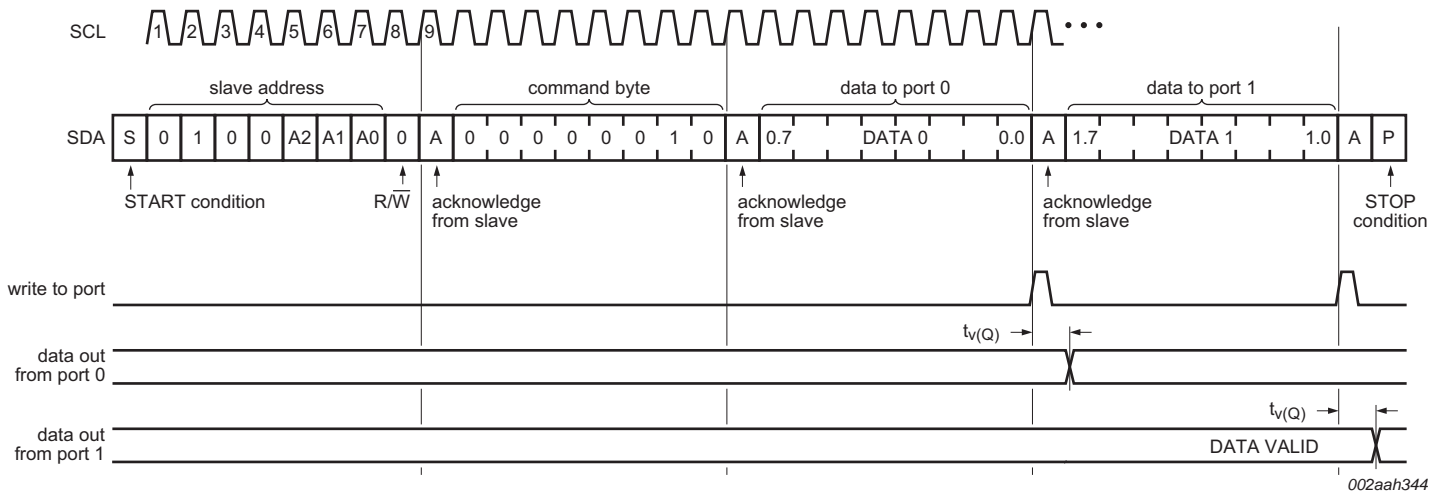 SCL 1 2 3 4 5 6 7 8 9 •••
slave address command byte data to port 0 data to port 1
SDA S 0 1 0 0 A2 A1 A0 0 A 0 0 0 0 0 0 1 0 A 0.7 DATA 0 0.0 A 1.7 DATA 1 1.0 A P
START condition R/W̅ acknowledge acknowledge acknowledge STOP
from slave from slave from slave condition
write to port
tv(Q)
data out
from port 0
tv(Q)
data out
from port 1 DATA VALID
002aah344